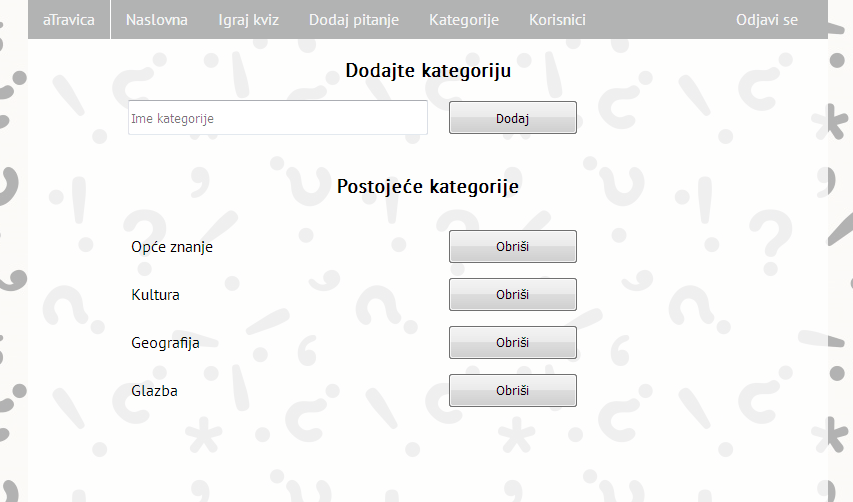 aTravica Naslovna Igraj kviz Dodaj pitanje Kategorije Korisnici Odjavi se
Dodajte kategoriju
Ime kategorije Dodaj
Postojeće kategorije
Opće znanje Obriši
Kultura Obriši
Geografija Obriši
Glazba Obriši